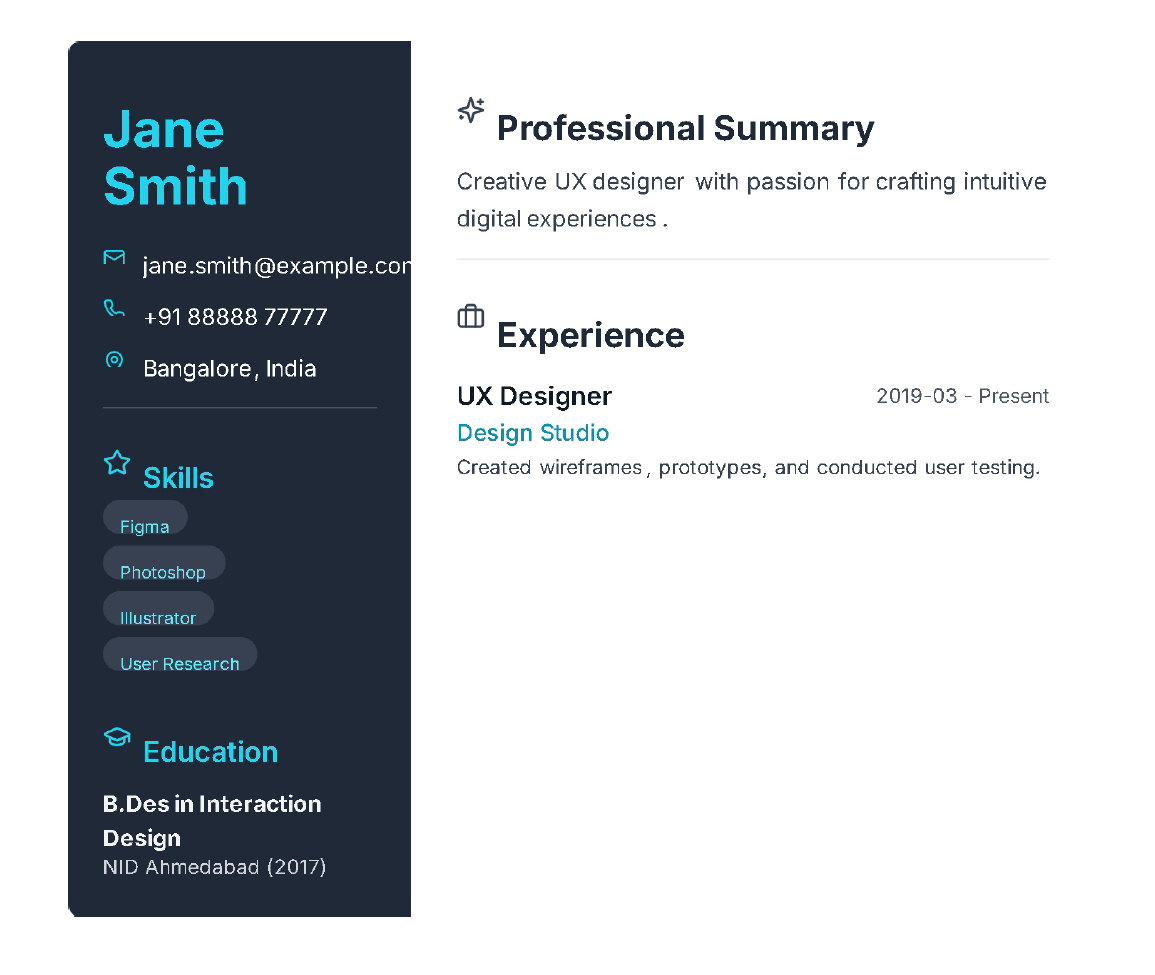 Jane
Smith
jane.smith@example.com
+91 88888 77777
Bangalore, India
Skills
Figma
Photoshop
Illustrator
User Research
Education
B.Des in Interaction
Design
NID Ahmedabad (2017)
Professional Summary
Creative UX designer with passion for crafting intuitive
digital experiences .
Experience
UX Designer
2019-03 - Present
Design Studio
Created wireframes , prototypes, and conducted user testing.